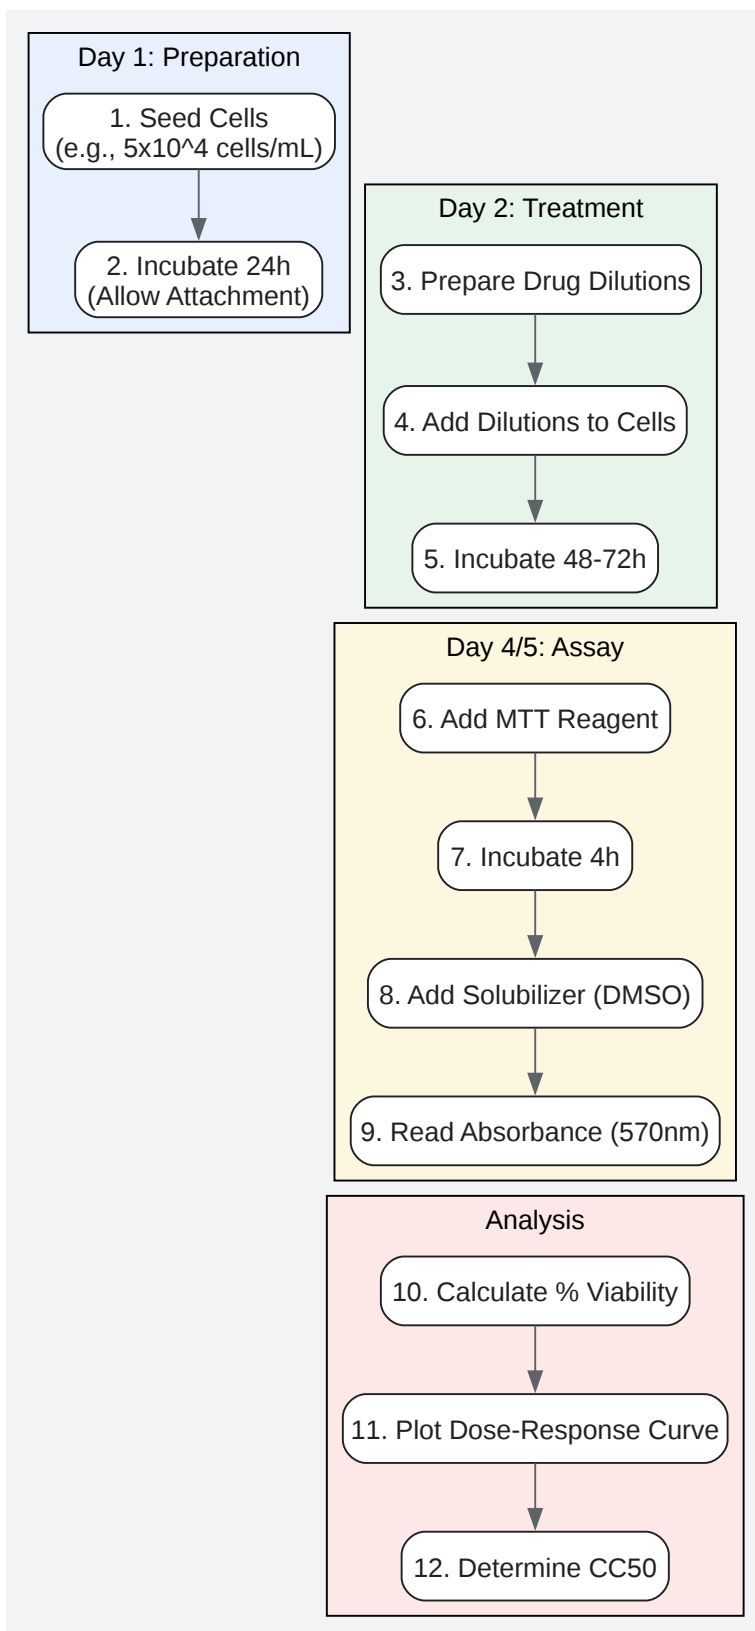 Day 1: Preparation
1. Seed Cells
(e.g., 5x10^4 cells/mL)
2. Incubate 24h
(Allow Attachment)
Day 2: Treatment
3. Prepare Drug Dilutions
4. Add Dilutions to Cells
5. Incubate 48-72h
Day 4/5: Assay
6. Add MTT Reagent
7. Incubate 4h
8. Add Solubilizer (DMSO)
9. Read Absorbance (570nm)
Analysis
10. Calculate % Viability
11. Plot Dose-Response Curve
12. Determine CC50